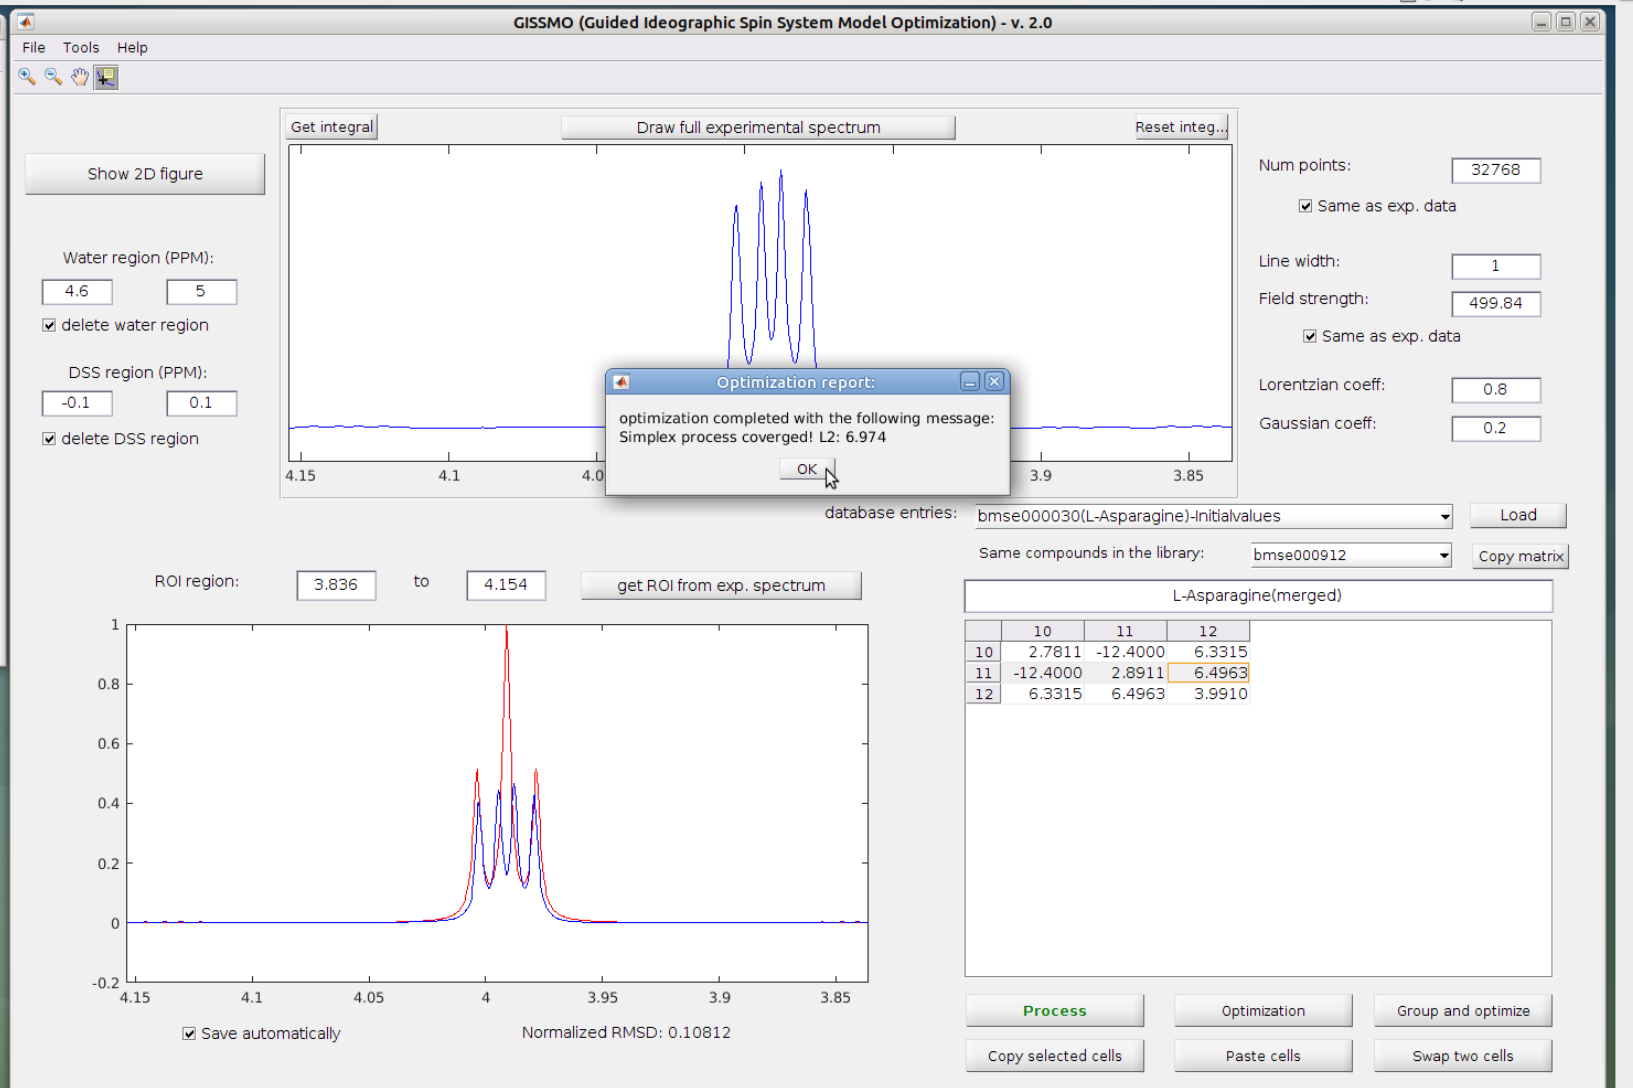 GISSMO (Guided Ideographic Spin System Model Optimization) - v. 2.0
File Tools Help
Get integral
Draw full experimental spectrum
Reset integ...
Show 2D figure
Num points:
32768
Same as exp. data
Water region (PPM):
4.6 5
delete water region
Line width:
1
Field strength:
499.84
Same as exp. data
DSS region (PPM):
-0.1 0.1
delete DSS region
Lorentzian coeff:
0.8
Gaussian coeff:
0.2
Optimization report:
optimization completed with the following message:
Simplex process coverged! L2: 6.974
OK
4.15 4.1 4.0 3.9 3.85
database entries: bmse000030(L-Asparagine)-Initialvalues Load
Same compounds in the library: bmse000912 Copy matrix
ROI region: 3.836 to 4.154 get ROI from exp. spectrum
L-Asparagine(merged)
10 11 12
10 2.7811 -12.4000 6.3315
11 -12.4000 2.8911 6.4963
12 6.3315 6.4963 3.9910
1
0.8
0.6
0.4
0.2
0
-0.2
4.15 4.1 4.05 4 3.95 3.9 3.85
Save automatically
Normalized RMSD: 0.10812
Process Optimization Group and optimize
Copy selected cells Paste cells Swap two cells